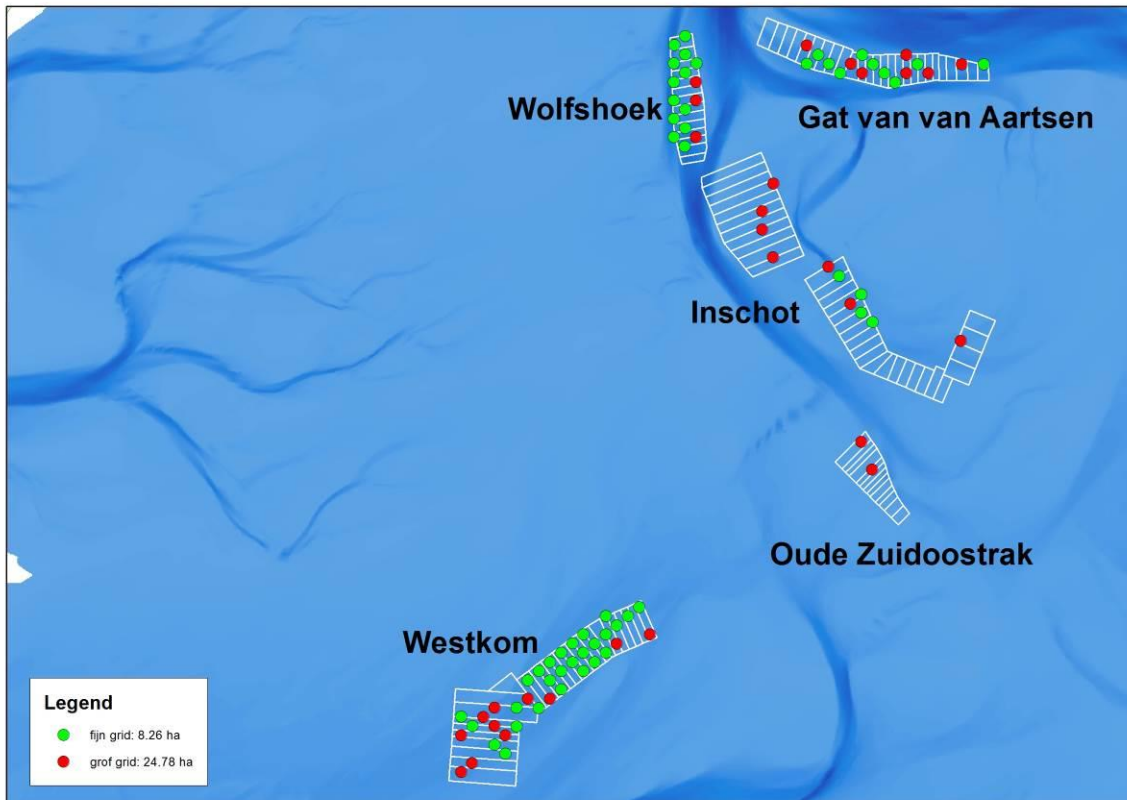 Wolfshoek
Gat van van Aartsen
Inschot
Oude Zuidoostrak
Westkom
Legend
fijn grid: 8.26 ha
grof grid: 24.78 ha